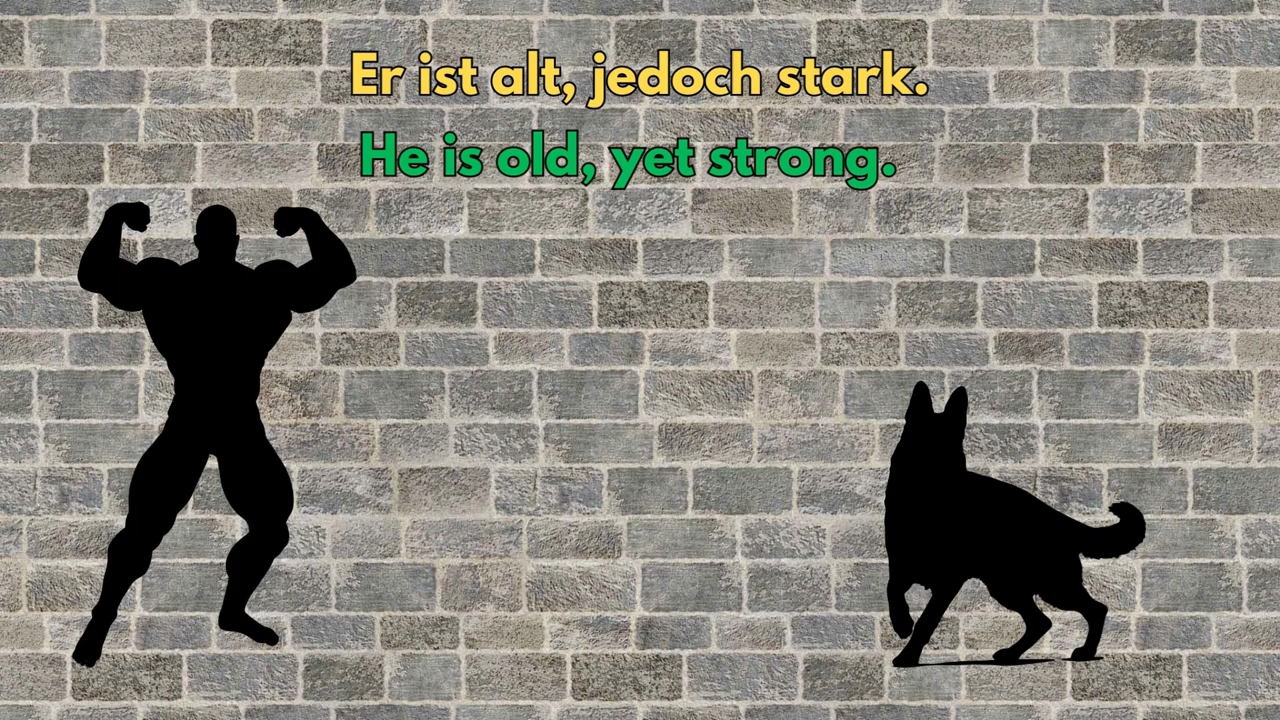 Er ist alt, jedoch stark.
He is old, yet strong.